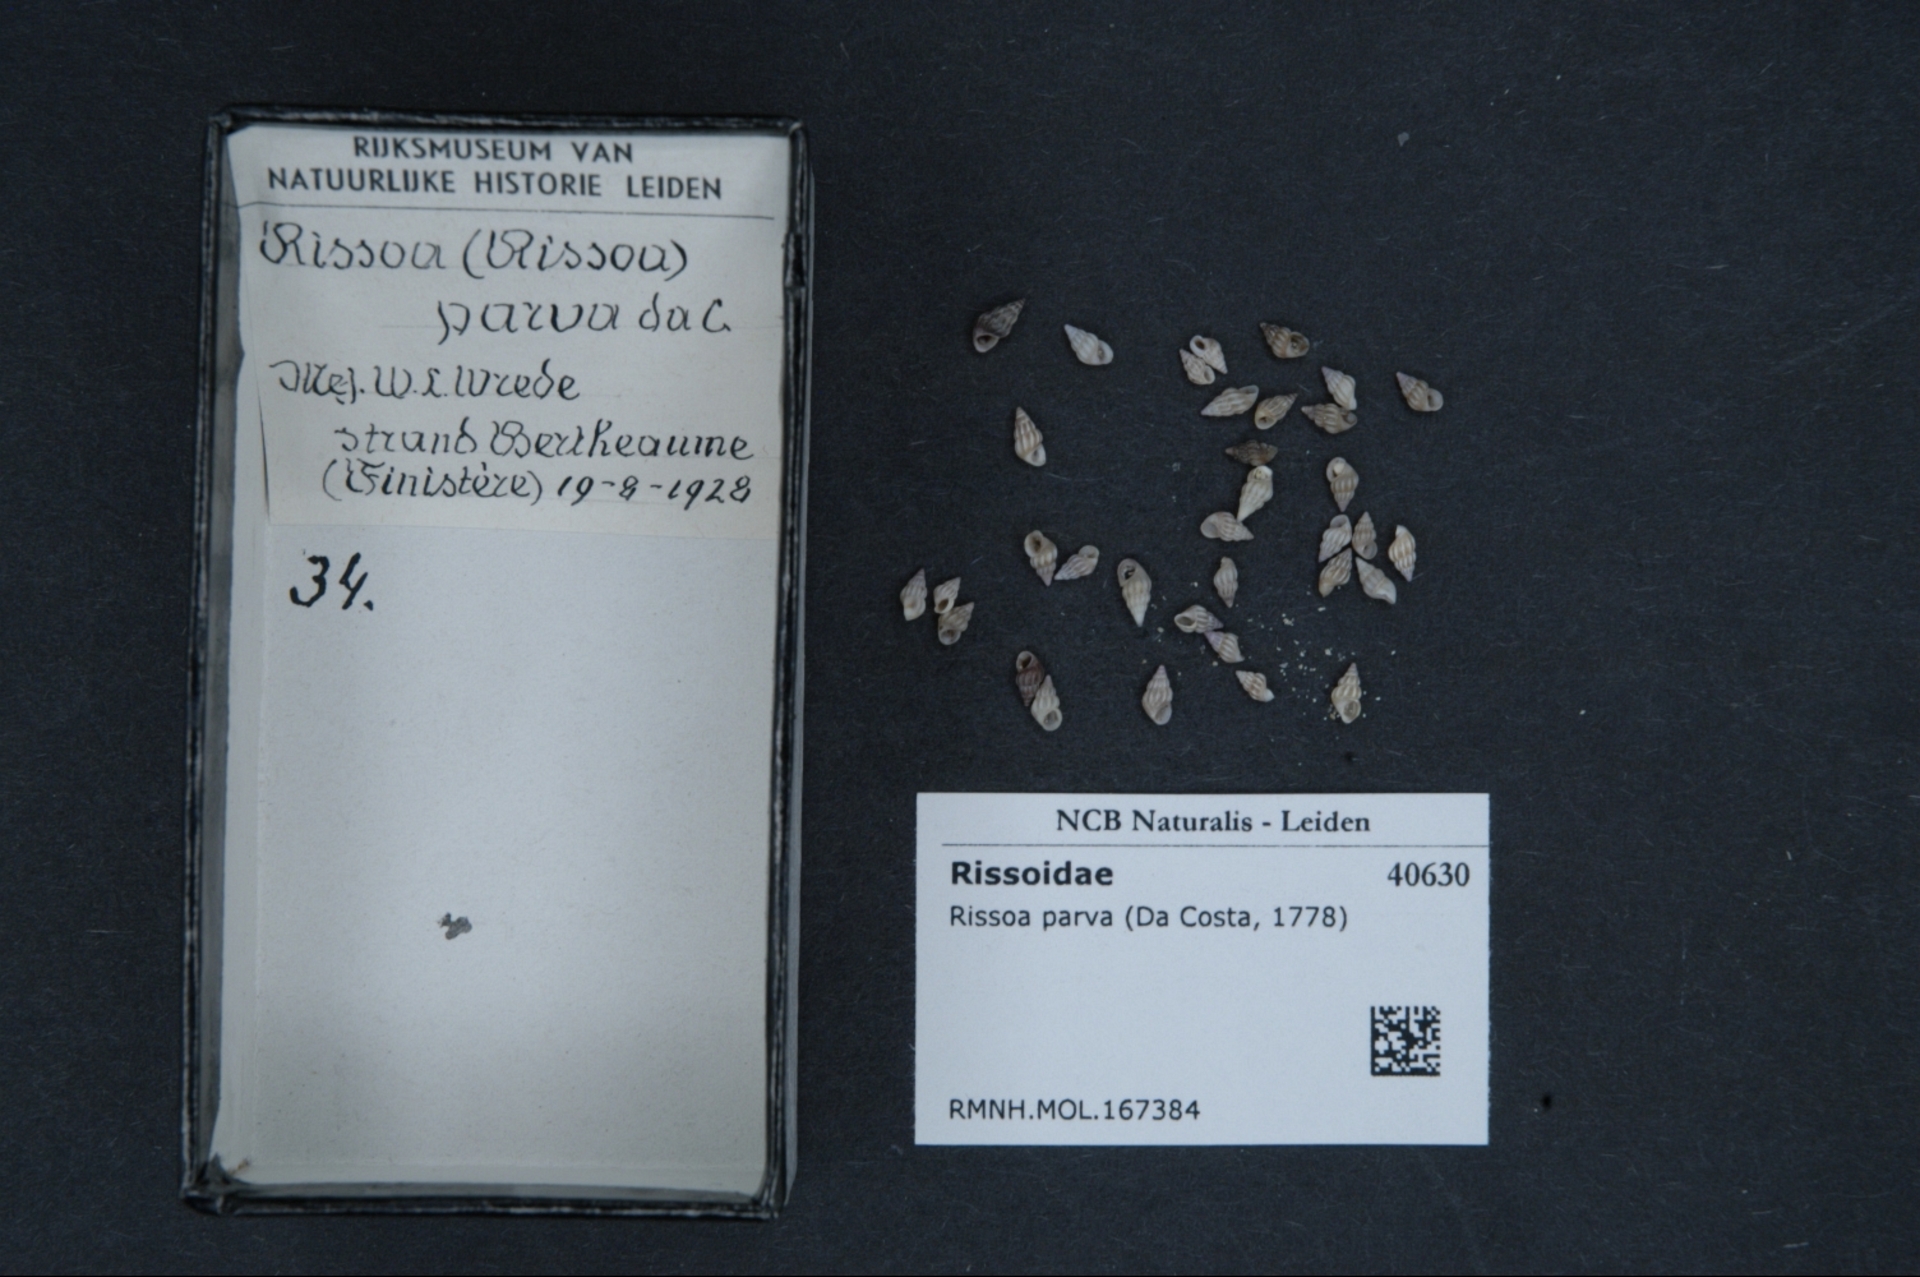 RIJKSMUSEUM VAN
NATUURLIJKE HISTORIE LEIDEN
Rissoa (Rissoa)
parva da C.
Mej. W. L. Wrede
strand Bertheaume
(Finistère) 19-8-1928
34.
NCB Naturalis - Leiden
Rissoidae 40630
Rissoa parva (Da Costa, 1778)
RMNH.MOL.167384